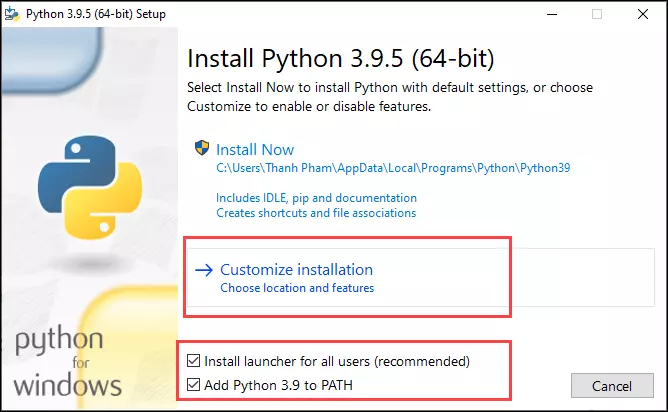 Python 3.9.5 (64-bit) Setup
Install Python 3.9.5 (64-bit)
Select Install Now to install Python with default settings, or choose
Customize to enable or disable features.
Install Now
C:\Users\Thanh Pham\AppData\Local\Programs\Python\Python39
Includes IDLE, pip and documentation
Creates shortcuts and file associations
Customize installation
Choose location and features
python
for
windows
Install launcher for all users (recommended)
Add Python 3.9 to PATH
Cancel